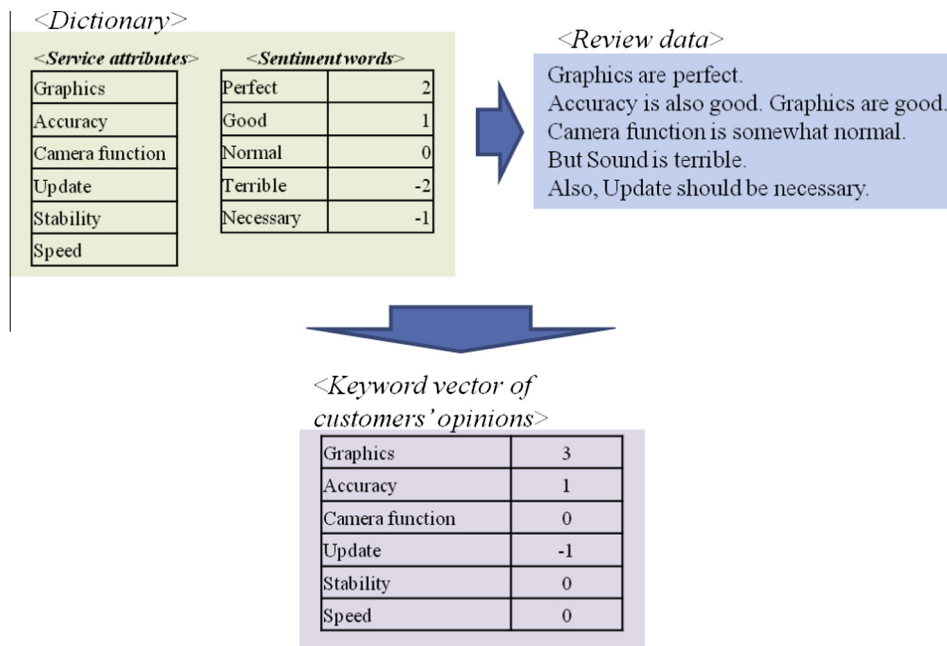 <Dictionary>
<Service attributes>
Graphics
Accuracy
Camera function
Update
Stability
Speed
<Sentiment words>
Perfect 2
Good 1
Normal 0
Terrible -2
Necessary -1
<Review data>
Graphics are perfect.
Accuracy is also good. Graphics are good.
Camera function is somewhat normal.
But Sound is terrible.
Also, Update should be necessary.
<Keyword vector of
customers' opinions>
Graphics 3
Accuracy 1
Camera function 0
Update -1
Stability 0
Speed 0